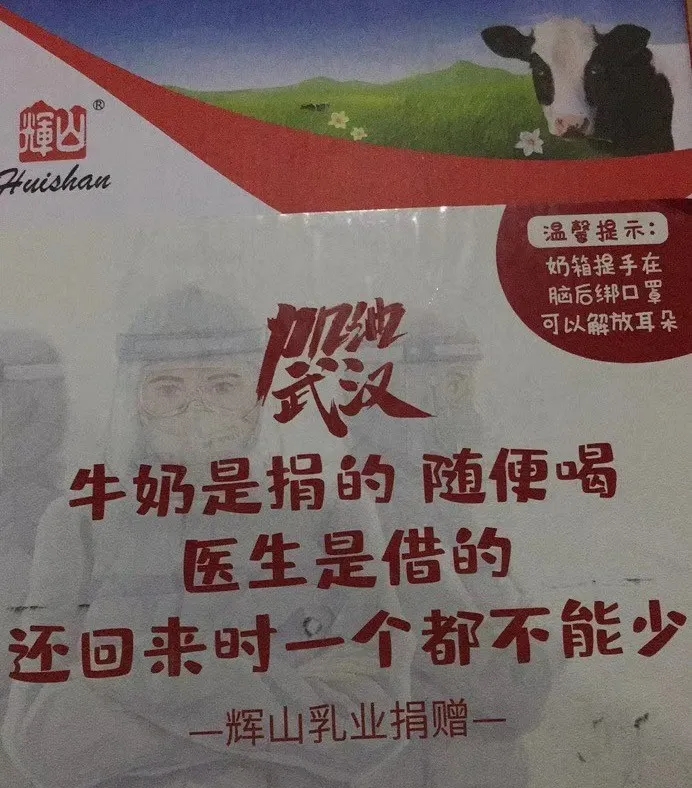 輝山®
Huishan
温馨提示：
奶箱提手在
脑后绑口罩
可以解放耳朵
加油
武汉
牛奶是捐的 随便喝
医生是借的
还回来时一个都不能少
—辉山乳业捐赠—